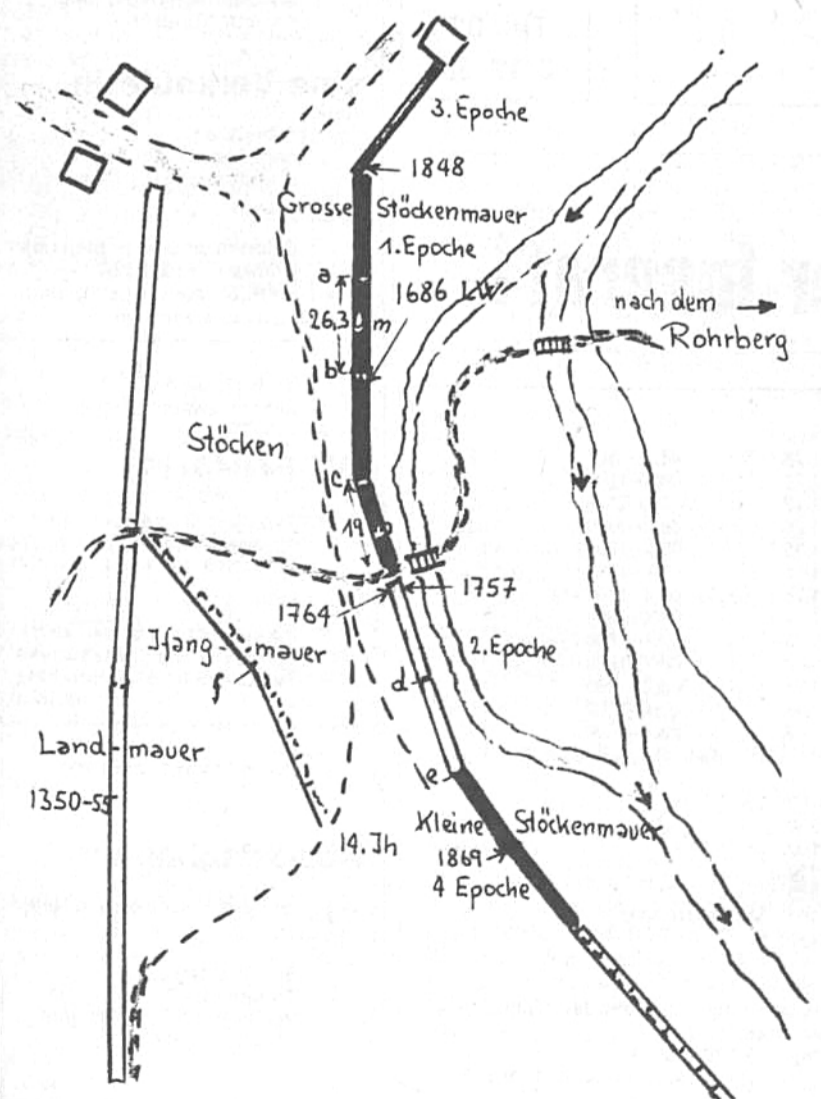 3. Epoche
1848
Grosse Stöckenmauer
1. Epoche
a
1686 LW
26,3 m
nach dem
Rohrberg
b
Stöcken
c
19
1757
1764
Ifang-mauer
2. Epoche
f
d
Land-mauer
e
1350-55
Kleine Stöckenmauer
14. Jh
1869
4 Epoche